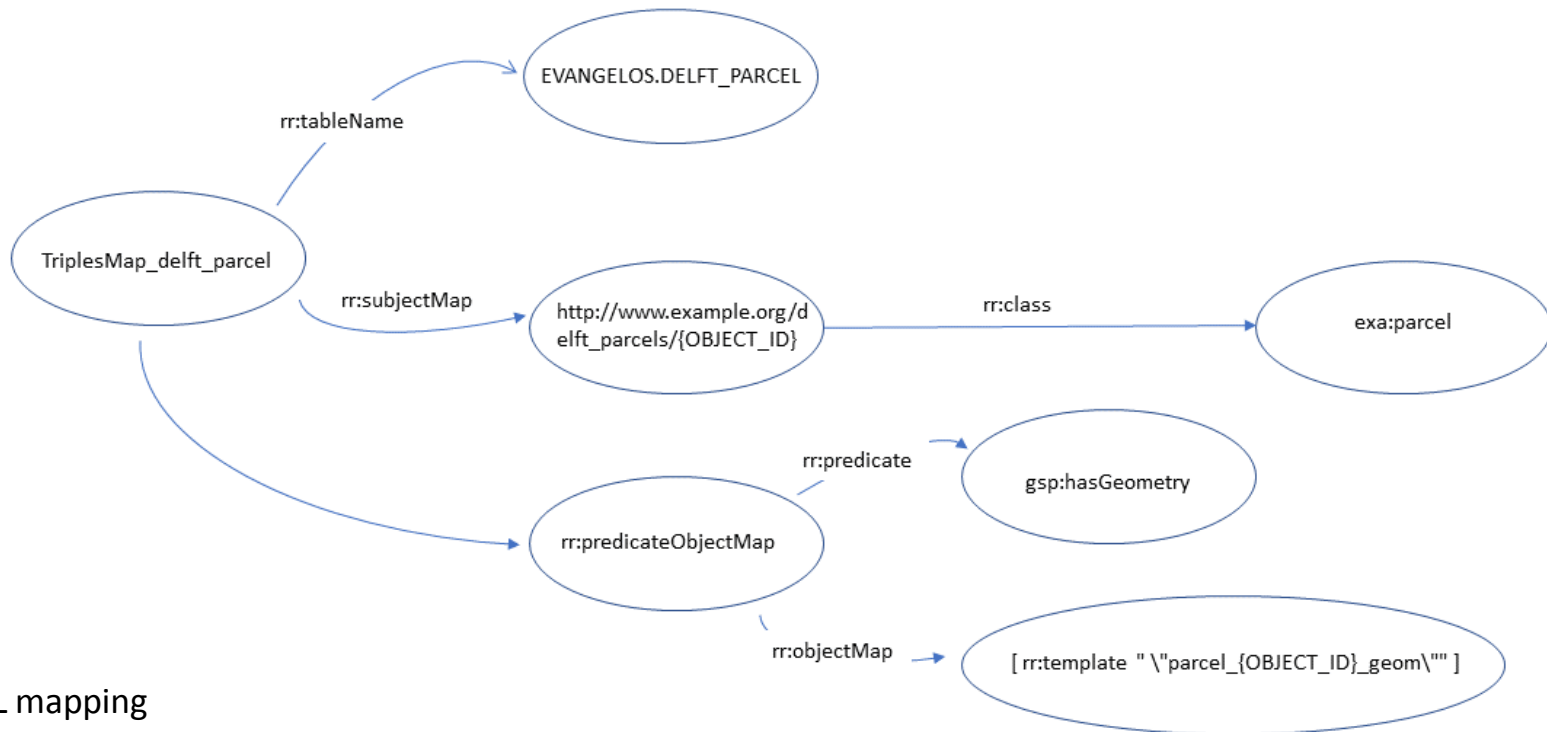 EVANGELOS.DELFT_PARCEL
rr:tableName
TriplesMap_delft_parcel
rr:subjectMap
http://www.example.org/d
elft_parcels/{OBJECT_ID}
rr:class
exa:parcel
rr:predicate
gsp:hasGeometry
rr:predicateObjectMap
rr:objectMap
[ rr:template " \"parcel_{OBJECT_ID}_geom\"" ]
mapping